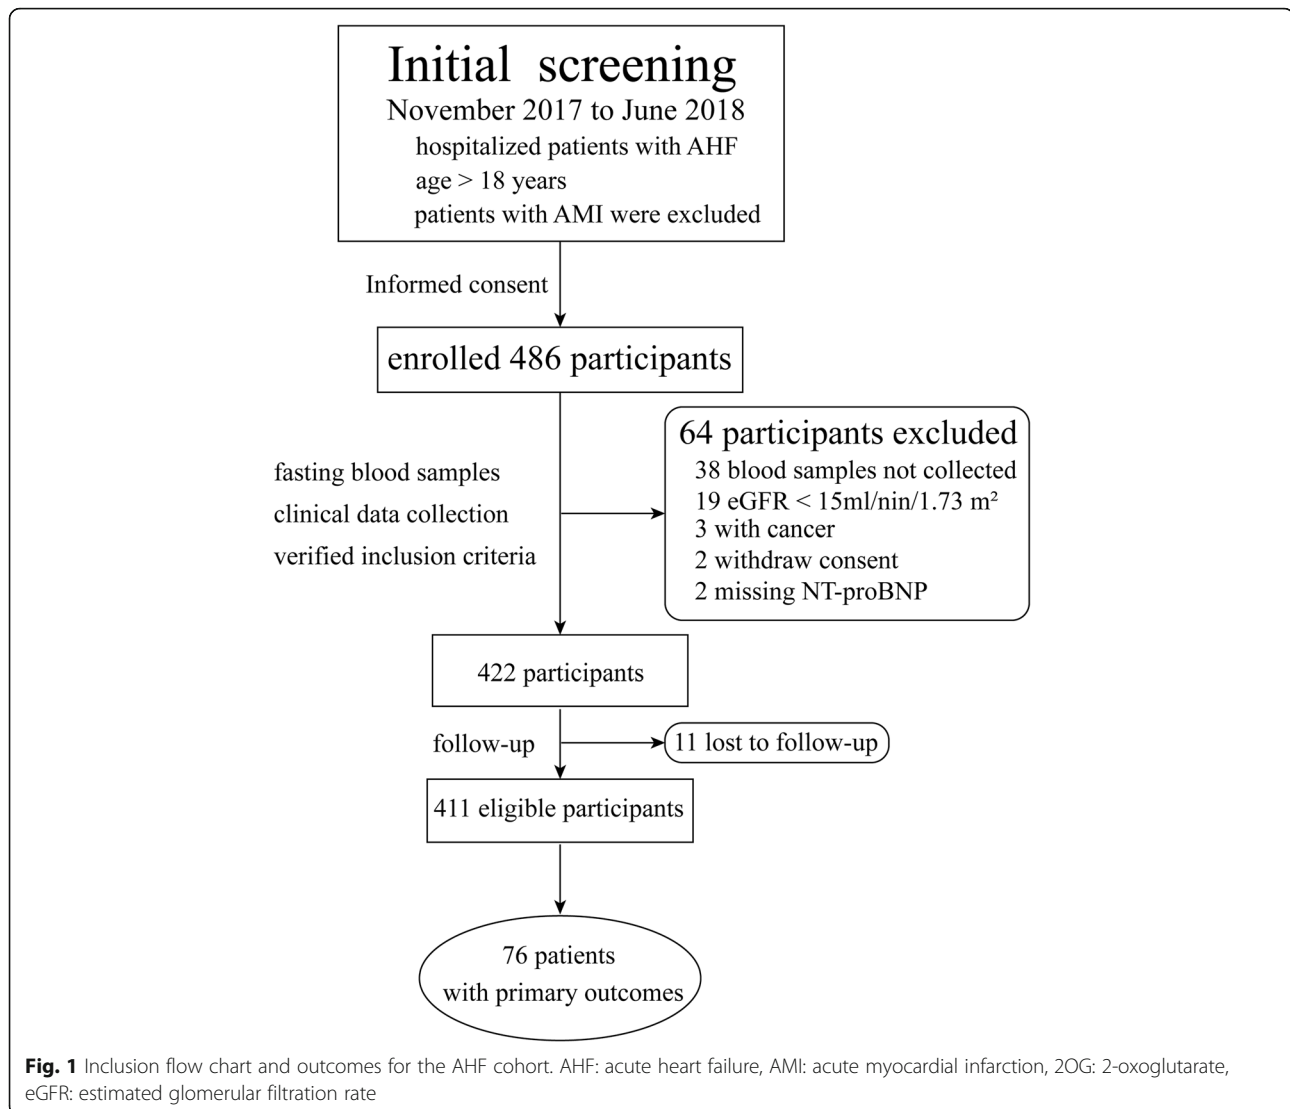 Initial screening
November 2017 to June 2018
hospitalized patients with AHF
age > 18 years
patients with AMI were excluded
Informed consent
enrolled 486 participants
64 participants excluded
38 blood samples not collected
19 eGFR < 15ml/nin/1.73 m²
3 with cancer
2 withdraw consent
2 missing NT-proBNP
fasting blood samples
clinical data collection
verified inclusion criteria
422 participants
follow-up
11 lost to follow-up
411 eligible participants
76 patients
with primary outcomes
Fig. 1 Inclusion flow chart and outcomes for the AHF cohort. AHF: acute heart failure, AMI: acute myocardial infarction, 2OG: 2-oxoglutarate,
eGFR: estimated glomerular filtration rate